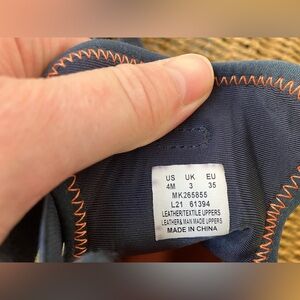 US UK EU
4M 3 35
MK265855
L21 61394
LEATHER/TEXTILE UPPERS
LEATHER& MAN MADE UPPERS
MADE IN CHINA